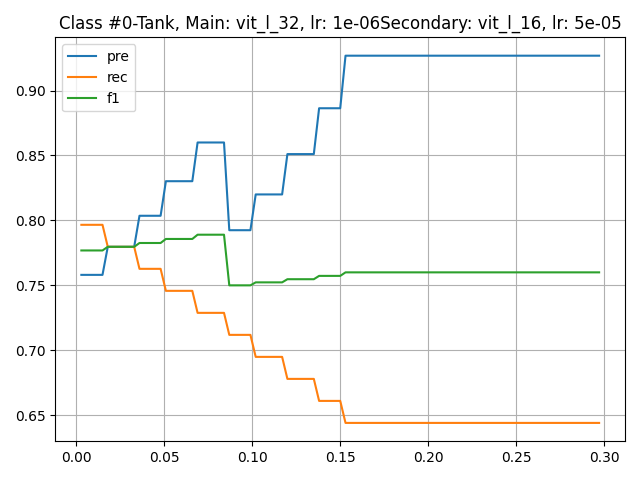 Class #0-Tank, Main: vit_l_32, lr: 1e-06Secondary: vit_l_16, lr: 5e-05
pre
rec
f1
0.90
0.85
0.80
0.75
0.70
0.65
0.00 0.05 0.10 0.15 0.20 0.25 0.30